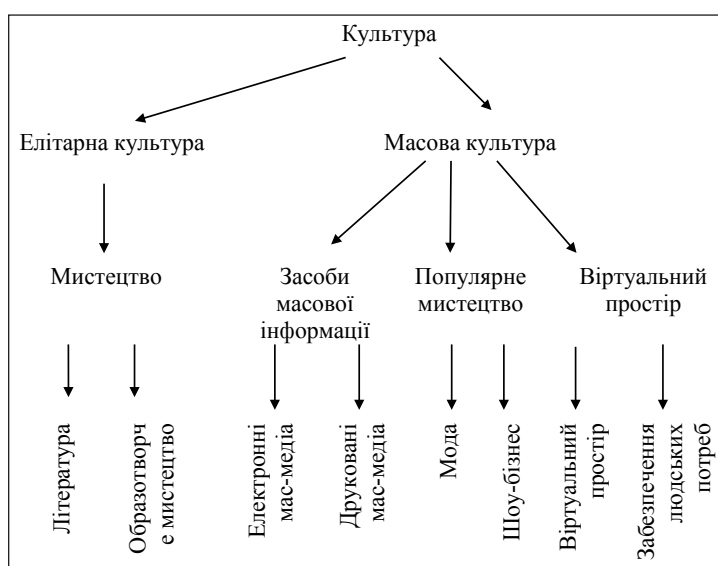 Культура
Елітарна культура
Масова культура
Мистецтво
Засоби
масової
інформації
Популярне
мистецтво
Віртуальний
простір
Література
Образотворч
е мистецтво
Електронні
мас-медіа
Друковані
мас-медіа
Мода
Шоу-бізнес
Віртуальний
простір
Забезпечення
людських
потреб